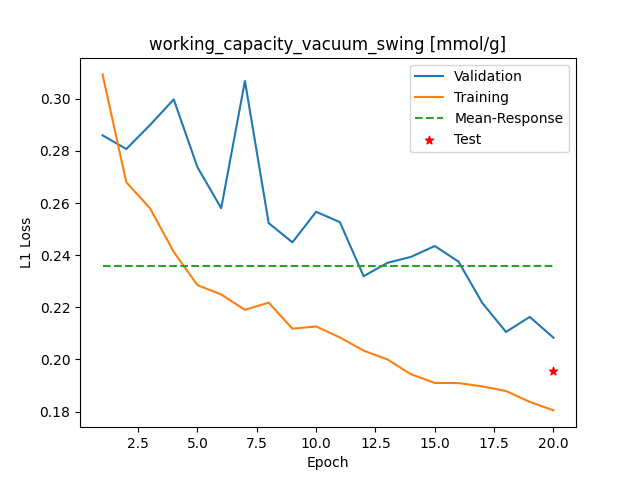 working_capacity_vacuum_swing [mmol/g]
Validation
Training
Mean-Response
Test
L1 Loss
0.30
0.28
0.26
0.24
0.22
0.20
0.18
2.5 5.0 7.5 10.0 12.5 15.0 17.5 20.0
Epoch